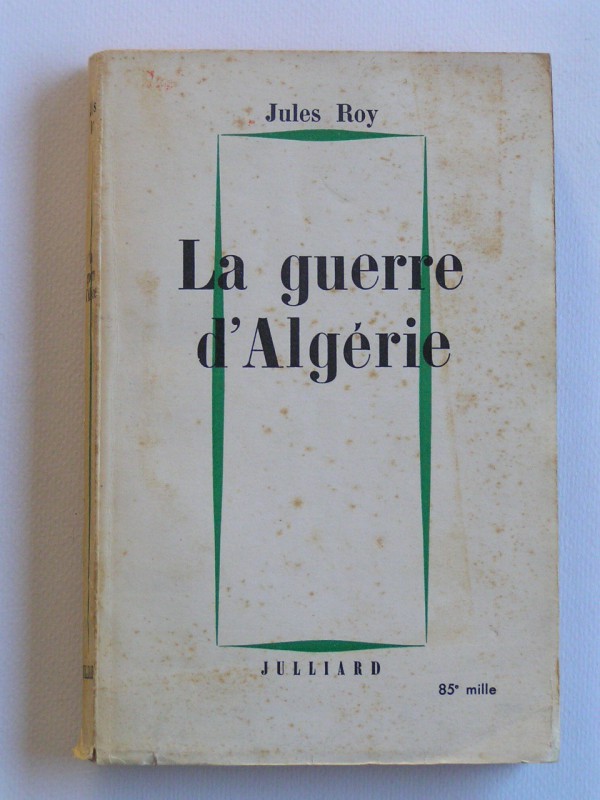 Jules Roy
La guerre
d'Algérie
JULLIARD
85e mille